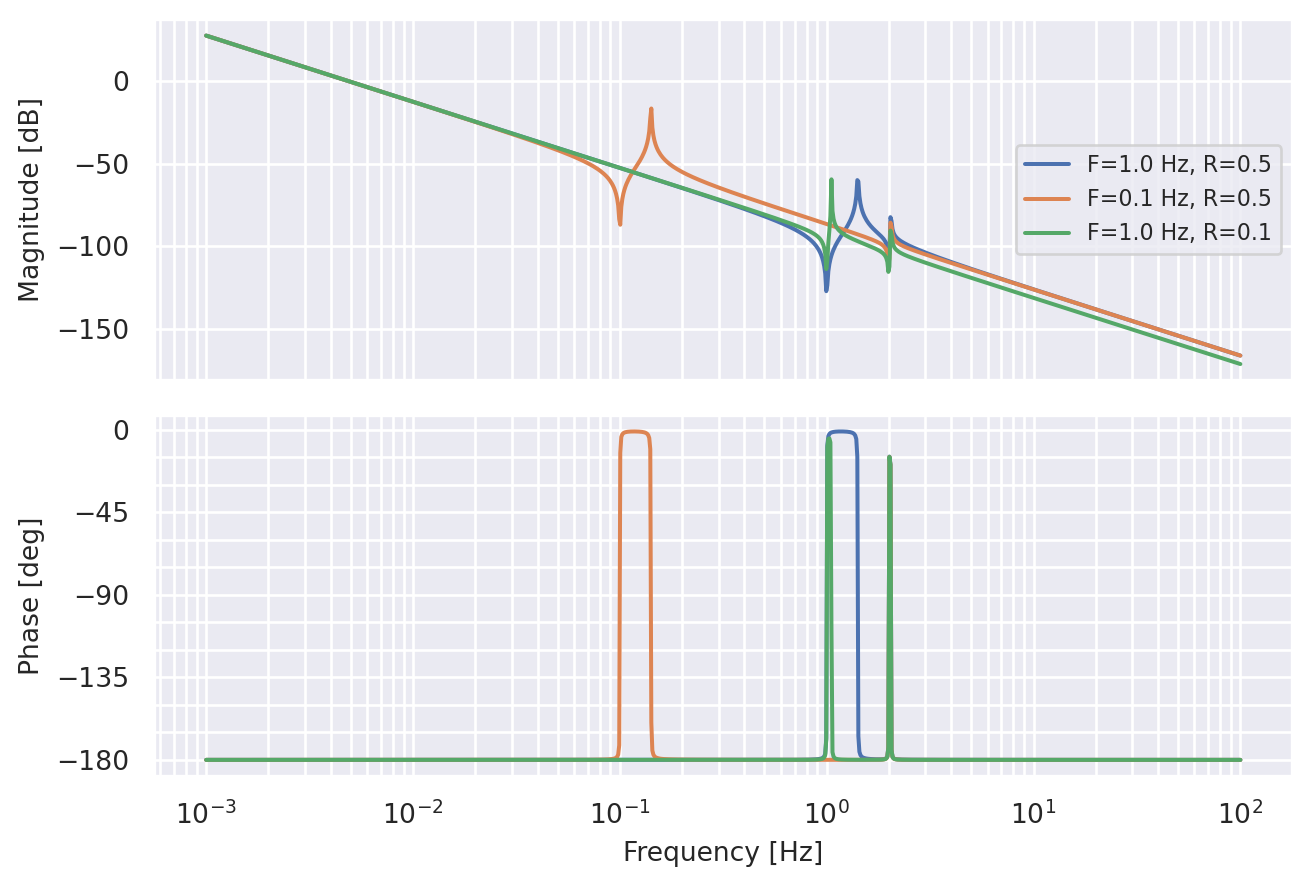 0
−50
−100
−150
Magnitude [dB]
F=1.0 Hz, R=0.5
F=0.1 Hz, R=0.5
F=1.0 Hz, R=0.1
0
−45
−90
−135
−180
Phase [deg]
10⁻³ 10⁻² 10⁻¹ 10⁰ 10¹ 10²
Frequency [Hz]